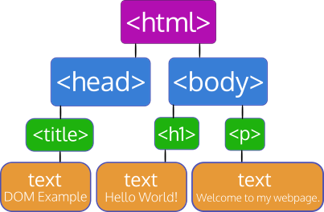 <html>
<head> <body>
<title> <h1> <p>
text text text
DOM Example Hello World! Welcome to my webpage.